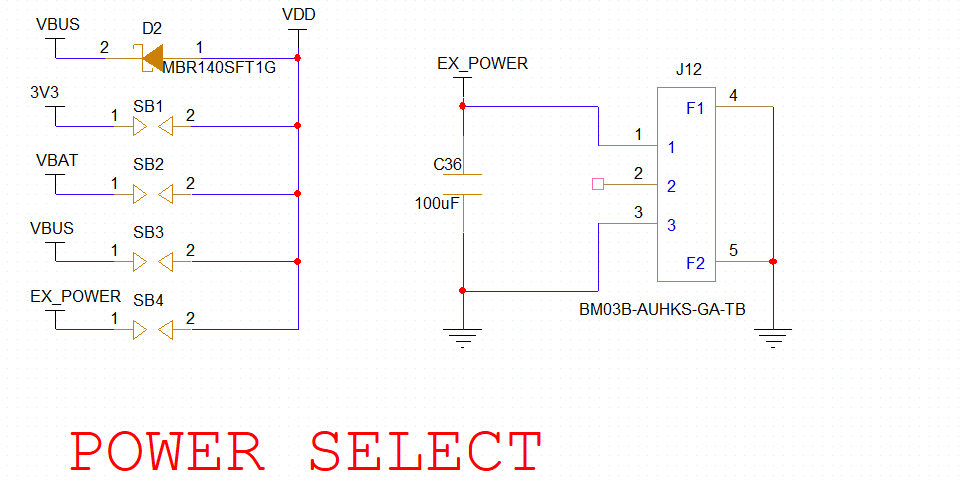 VDD
VBUS
D2
2
1
MBR140SFT1G
3V3
SB1
1
2
VBAT
SB2
1
2
VBUS
SB3
1
2
EX_POWER
SB4
1
2
EX_POWER
C36
100uF
J12
F1
4
1
1
2
2
3
3
F2
5
BM03B-AUHKS-GA-TB
POWER SELECT